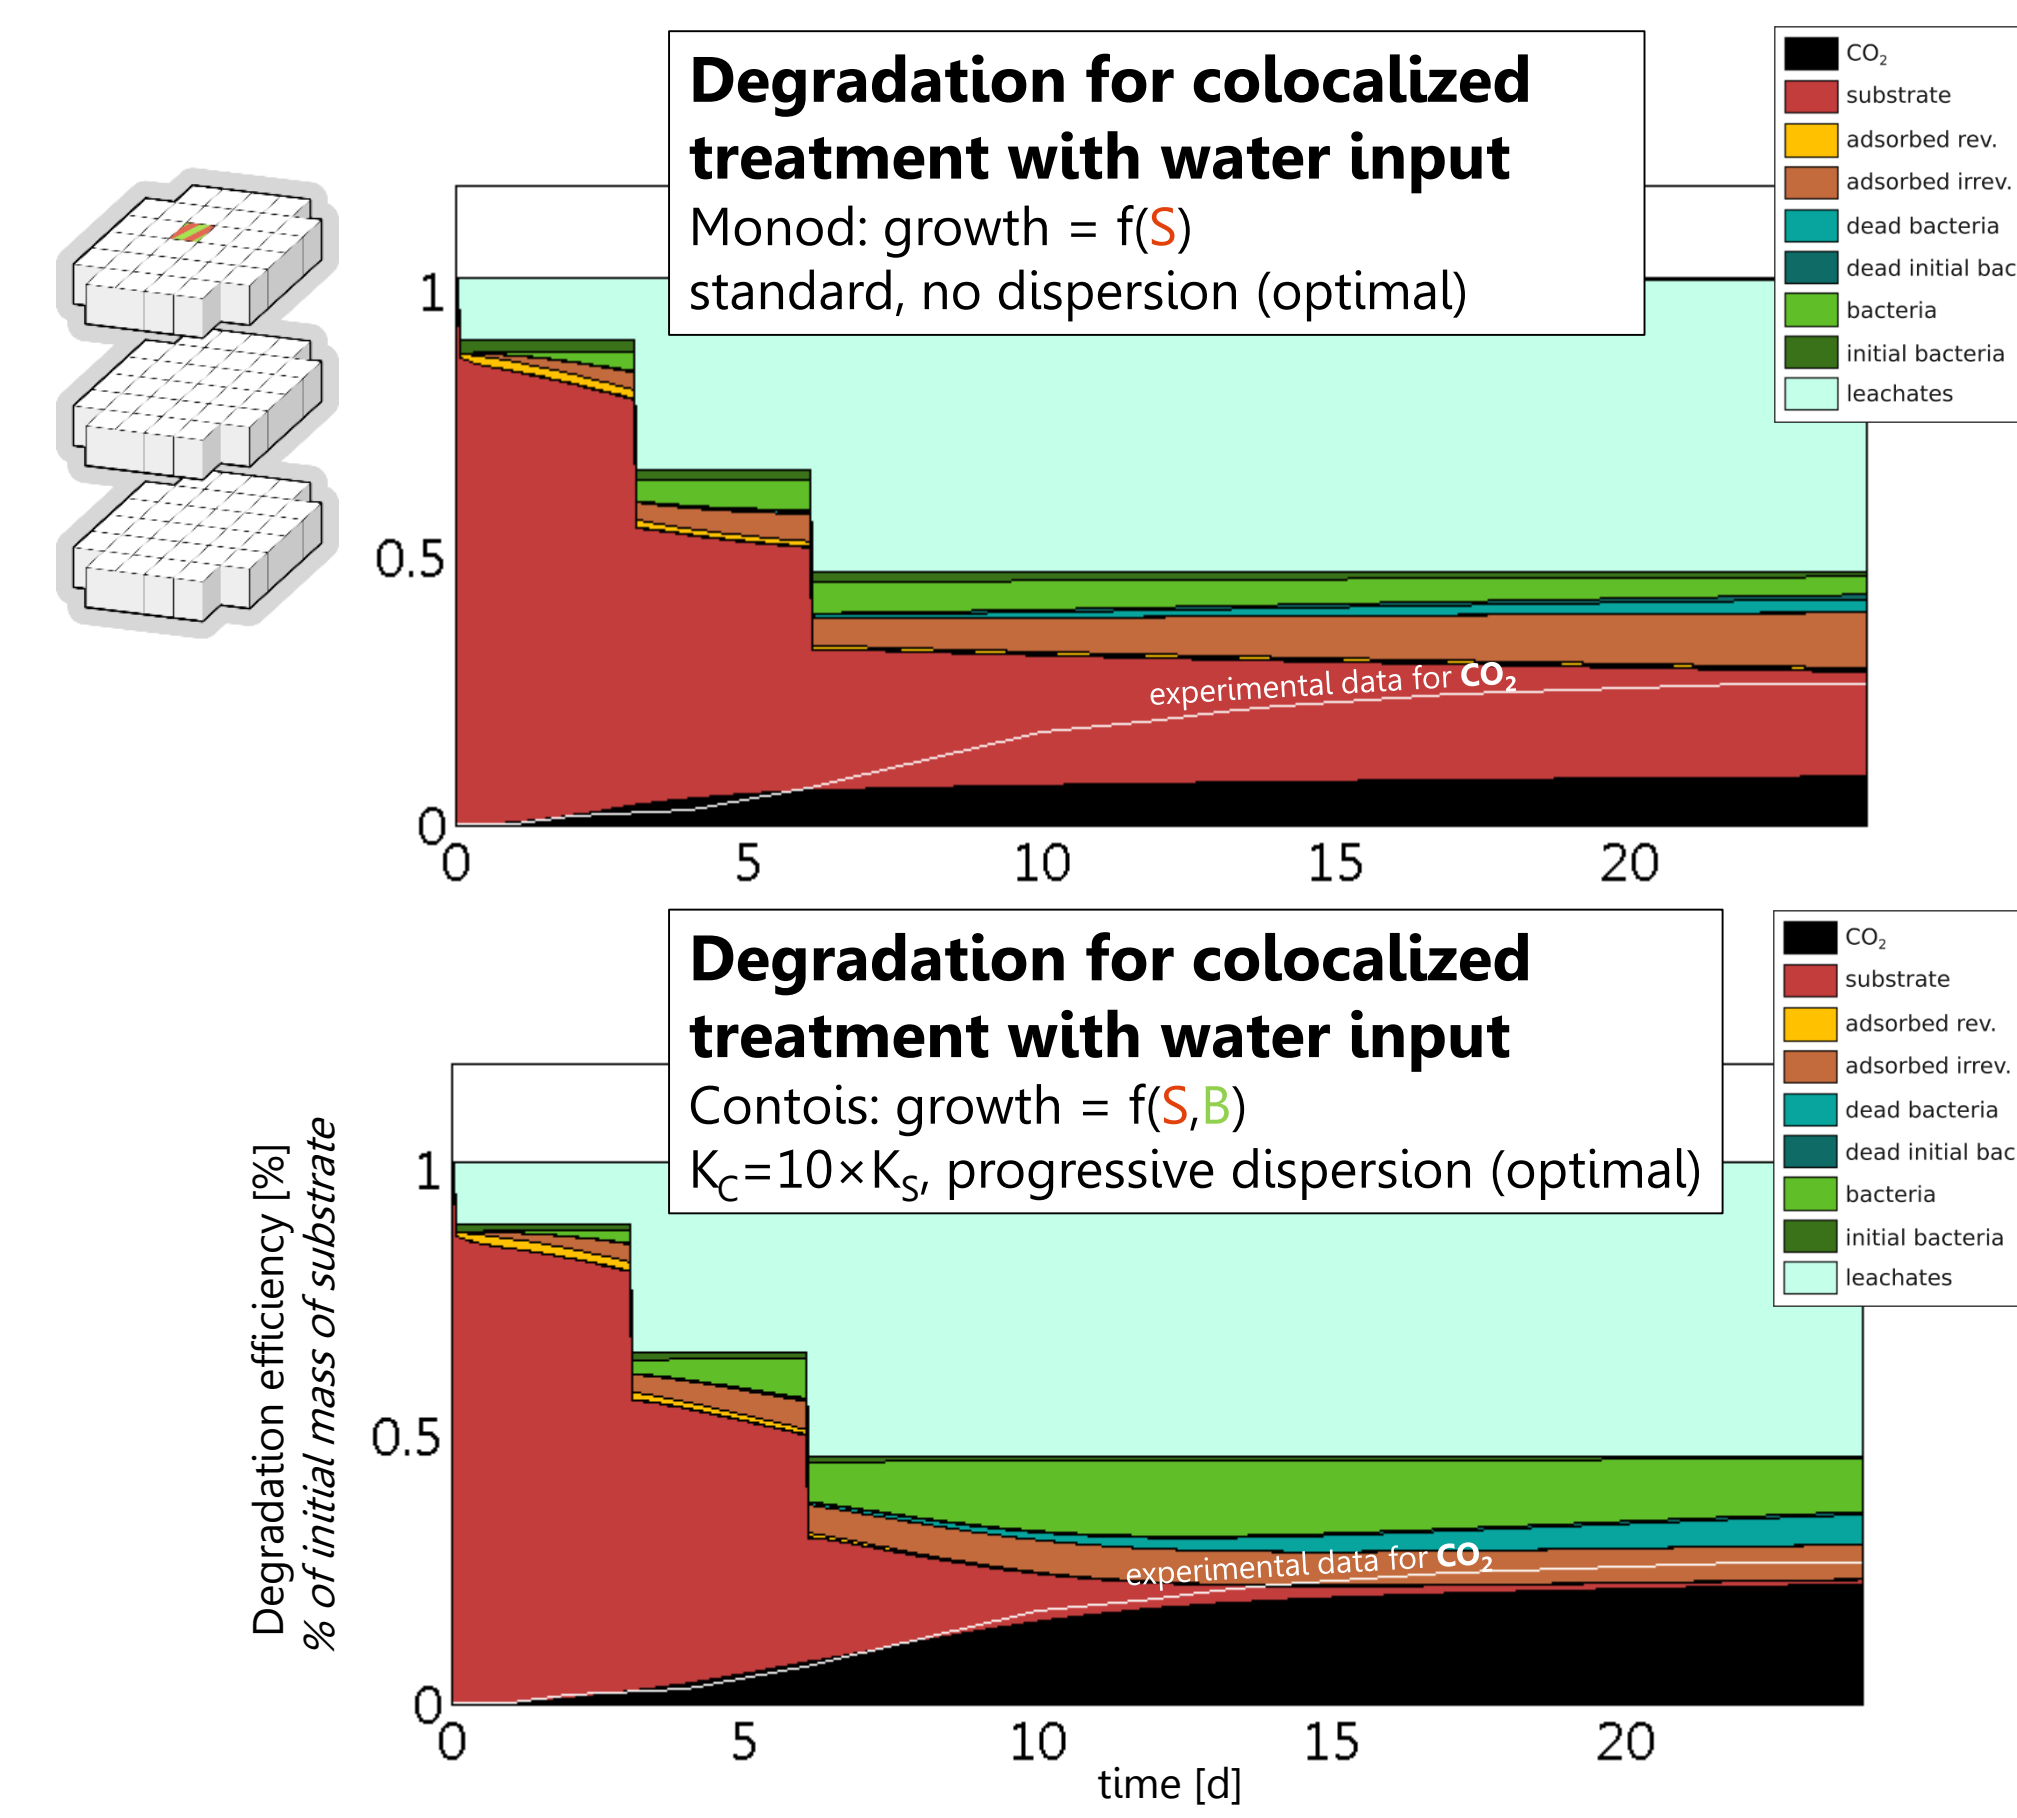 Degradation for colocalized
treatment with water input
Monod: growth = f(S)
standard, no dispersion (optimal)
CO₂
substrate
adsorbed rev.
adsorbed irrev.
dead bacteria
dead initial bac
bacteria
initial bacteria
leachates
1
0.5
0
experimental data for CO₂
0
5
10
15
20
Degradation for colocalized
treatment with water input
Contois: growth = f(S,B)
K_C=10×K_S, progressive dispersion (optimal)
CO₂
substrate
adsorbed rev.
adsorbed irrev.
dead bacteria
dead initial bac
bacteria
initial bacteria
leachates
Degradation efficiency [%]
% of initial mass of substrate
1
0.5
0
experimental data for CO₂
0
5
10
15
20
time [d]